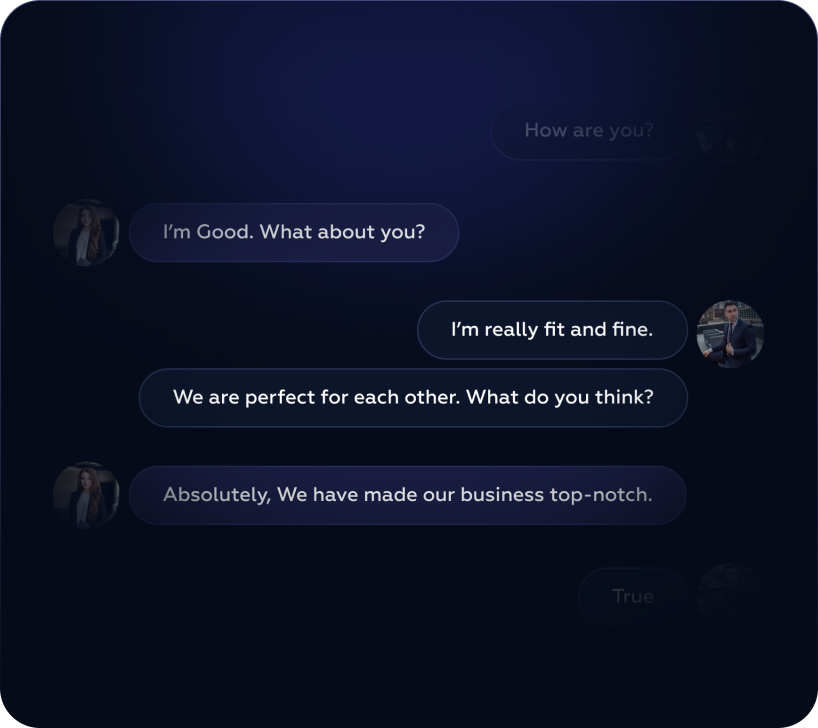 How are you?
I’m Good. What about you?
I’m really fit and fine.
We are perfect for each other. What do you think?
Absolutely, We have made our business top-notch.
True